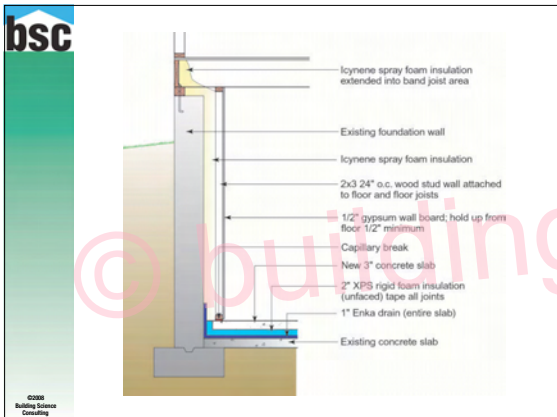 bsc
Icynene spray foam insulation
extended into band joist area
Existing foundation wall
Icynene spray foam insulation
2x3 24" o.c. wood stud wall attached
to floor and floor joists
1/2" gypsum wall board; hold up from
floor 1/2" minimum
Capillary break
New 3" concrete slab
2" XPS rigid foam insulation
(unfaced) tape all joints
1" Enka drain (entire slab)
Existing concrete slab
© building
©2008
Building Science
Consulting